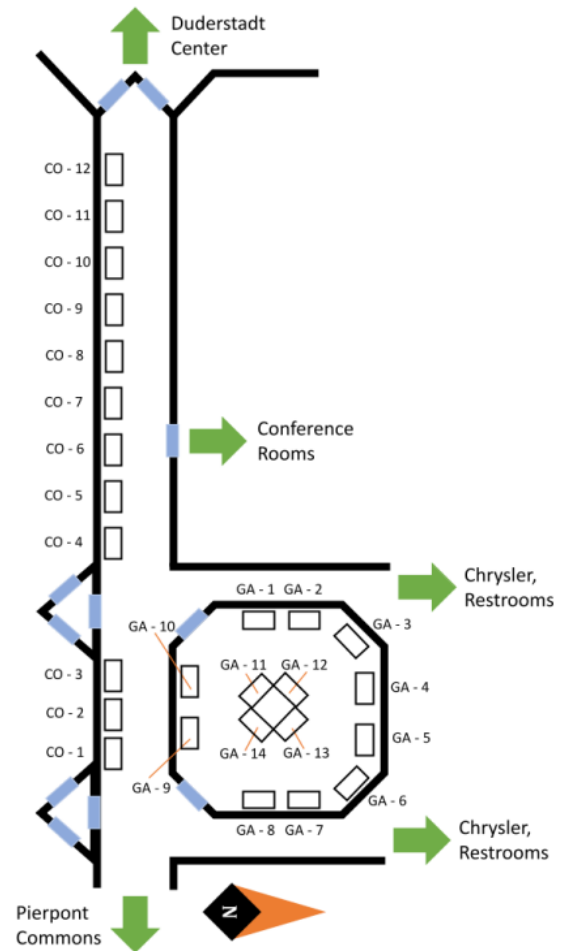 Duderstadt
Center
CO - 12
CO - 11
CO - 10
CO - 9
CO - 8
CO - 7
Conference
Rooms
CO - 6
CO - 5
CO - 4
Chrysler,
Restrooms
GA - 1
GA - 2
GA - 10
GA - 3
CO - 3
GA - 11
GA - 12
GA - 4
CO - 2
GA - 5
CO - 1
GA - 14
GA - 13
GA - 9
GA - 6
GA - 8
GA - 7
Chrysler,
Restrooms
Pierpont
Commons
N